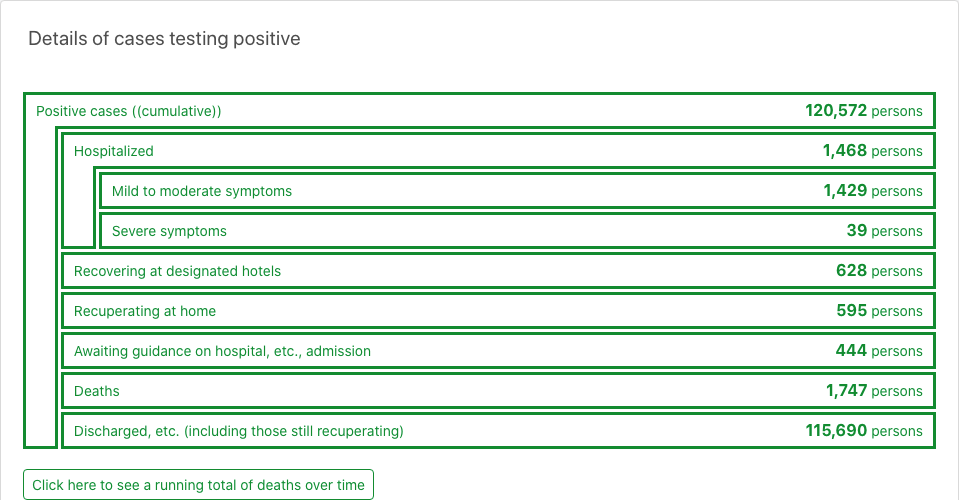 Details of cases testing positive
Positive cases ((cumulative)) 120,572 persons
Hospitalized 1,468 persons
Mild to moderate symptoms 1,429 persons
Severe symptoms 39 persons
Recovering at designated hotels 628 persons
Recuperating at home 595 persons
Awaiting guidance on hospital, etc., admission 444 persons
Deaths 1,747 persons
Discharged, etc. (including those still recuperating) 115,690 persons
Click here to see a running total of deaths over time